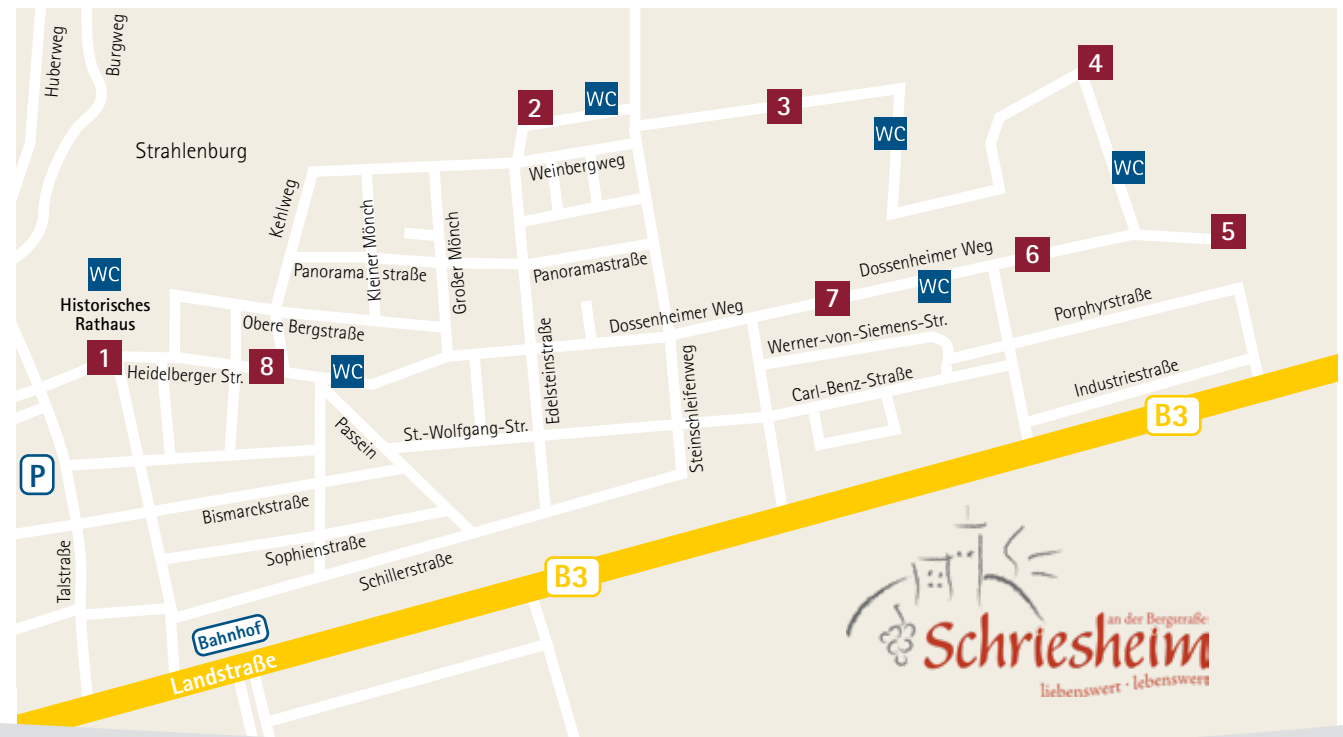 Huberweg
Burgweg
4
2
WC
3
WC
Strahlenburg
Weinbergweg
WC
Kehlweg
Kleiner Mönch
Großer Mönch
5
Dossenheimer Weg
6
WC
Panoramastraße
Panoramastraße
WC
7
Historisches
Rathaus
Porphyrstraße
Obere Bergstraße
Dossenheimer Weg
Werner-von-Siemens-Str.
1
Heidelberger Str.
8
WC
Edelsteinstraße
Steinschleifenweg
Carl-Benz-Straße
Industriestraße
B3
Passein
St.-Wolfgang-Str.
P
Bismarckstraße
Sophienstraße
Talstraße
Schillerstraße
B3
Bahnhof
Landstraße
an der Bergstraße
Schriesheim
liebenswert · lebenswert